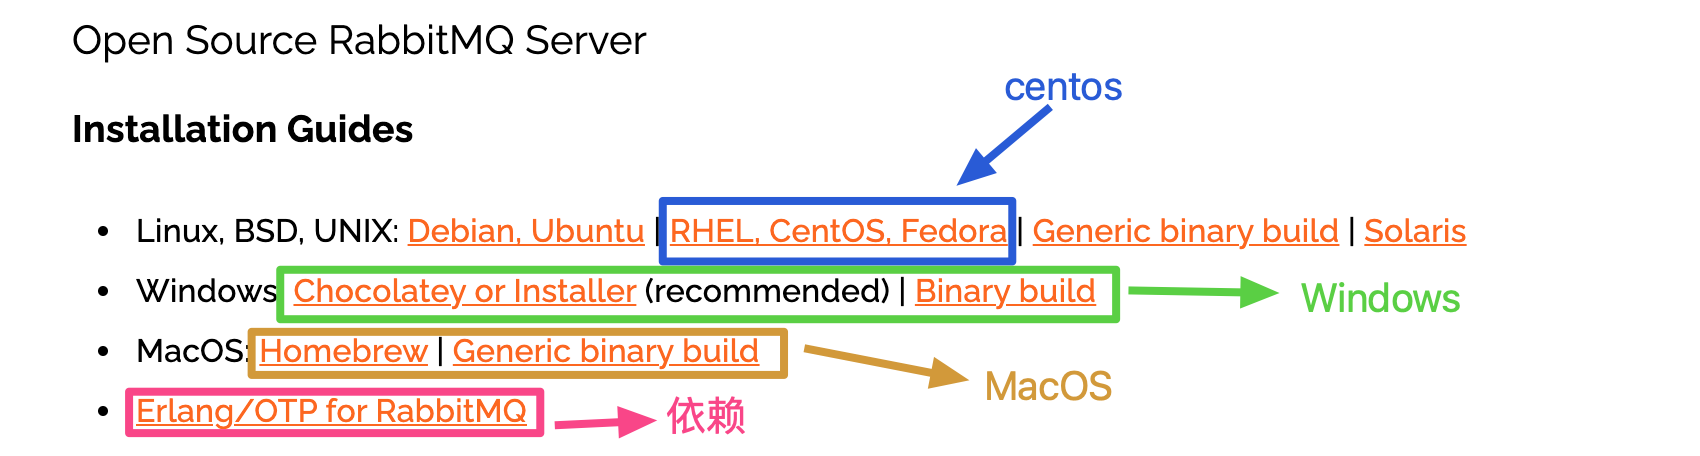 Open Source RabbitMQ Server
centos
Installation Guides
Linux, BSD, UNIX: Debian, Ubuntu | RHEL, CentOS, Fedora | Generic binary build | Solaris
Windows Chocolatey or Installer (recommended) | Binary build
Windows
MacOS: Homebrew | Generic binary build
MacOS
Erlang/OTP for RabbitMQ
依赖